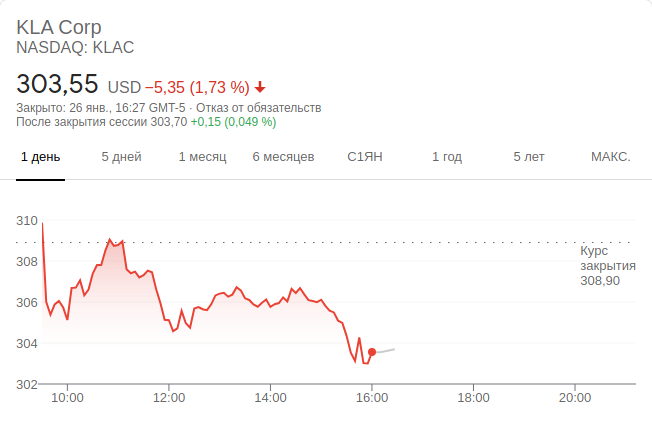 KLA Corp
NASDAQ: KLAC
303,55 USD −5,35 (1,73 %)
Закрыто: 26 янв., 16:27 GMT-5 · Отказ от обязательств
После закрытия сессии 303,70 +0,15 (0,049 %)
1 день 5 дней 1 месяц 6 месяцев С1ЯН 1 год 5 лет МАКС.
310
Курс
308
закрытия
308,90
306
304
302
10:00 12:00 14:00 16:00 18:00 20:00